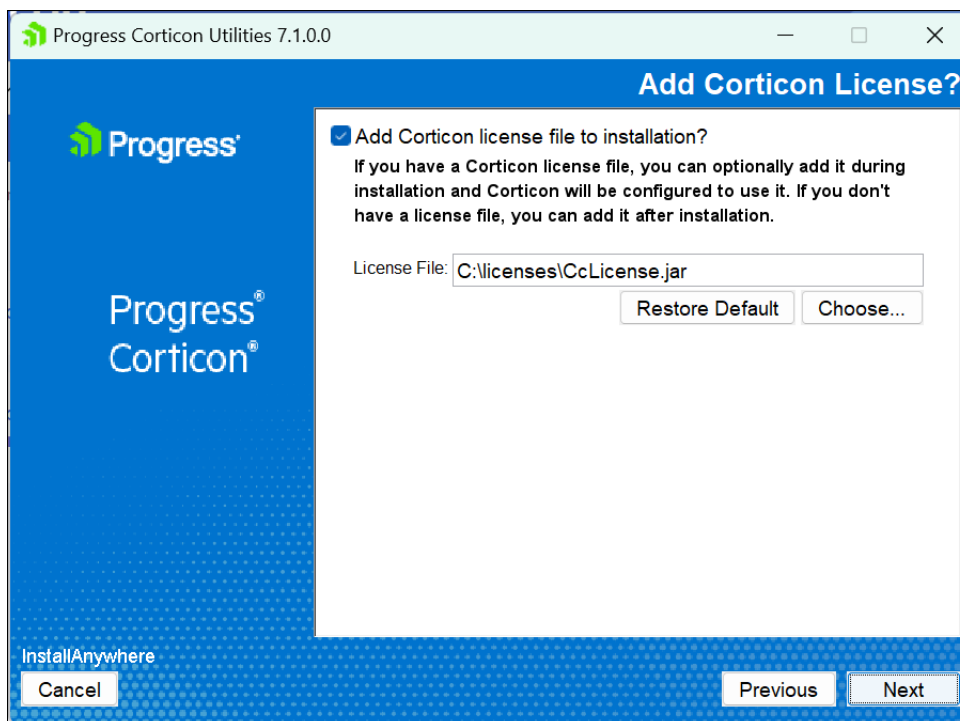 Progress Corticon Utilities 7.1.0.0
Add Corticon License?
Progress
Add Corticon license file to installation?
If you have a Corticon license file, you can optionally add it during
installation and Corticon will be configured to use it. If you don't
have a license file, you can add it after installation.
License File: C:\licenses\CcLicense.jar
Restore Default Choose...
Progress®
Corticon®
InstallAnywhere
Cancel Previous Next